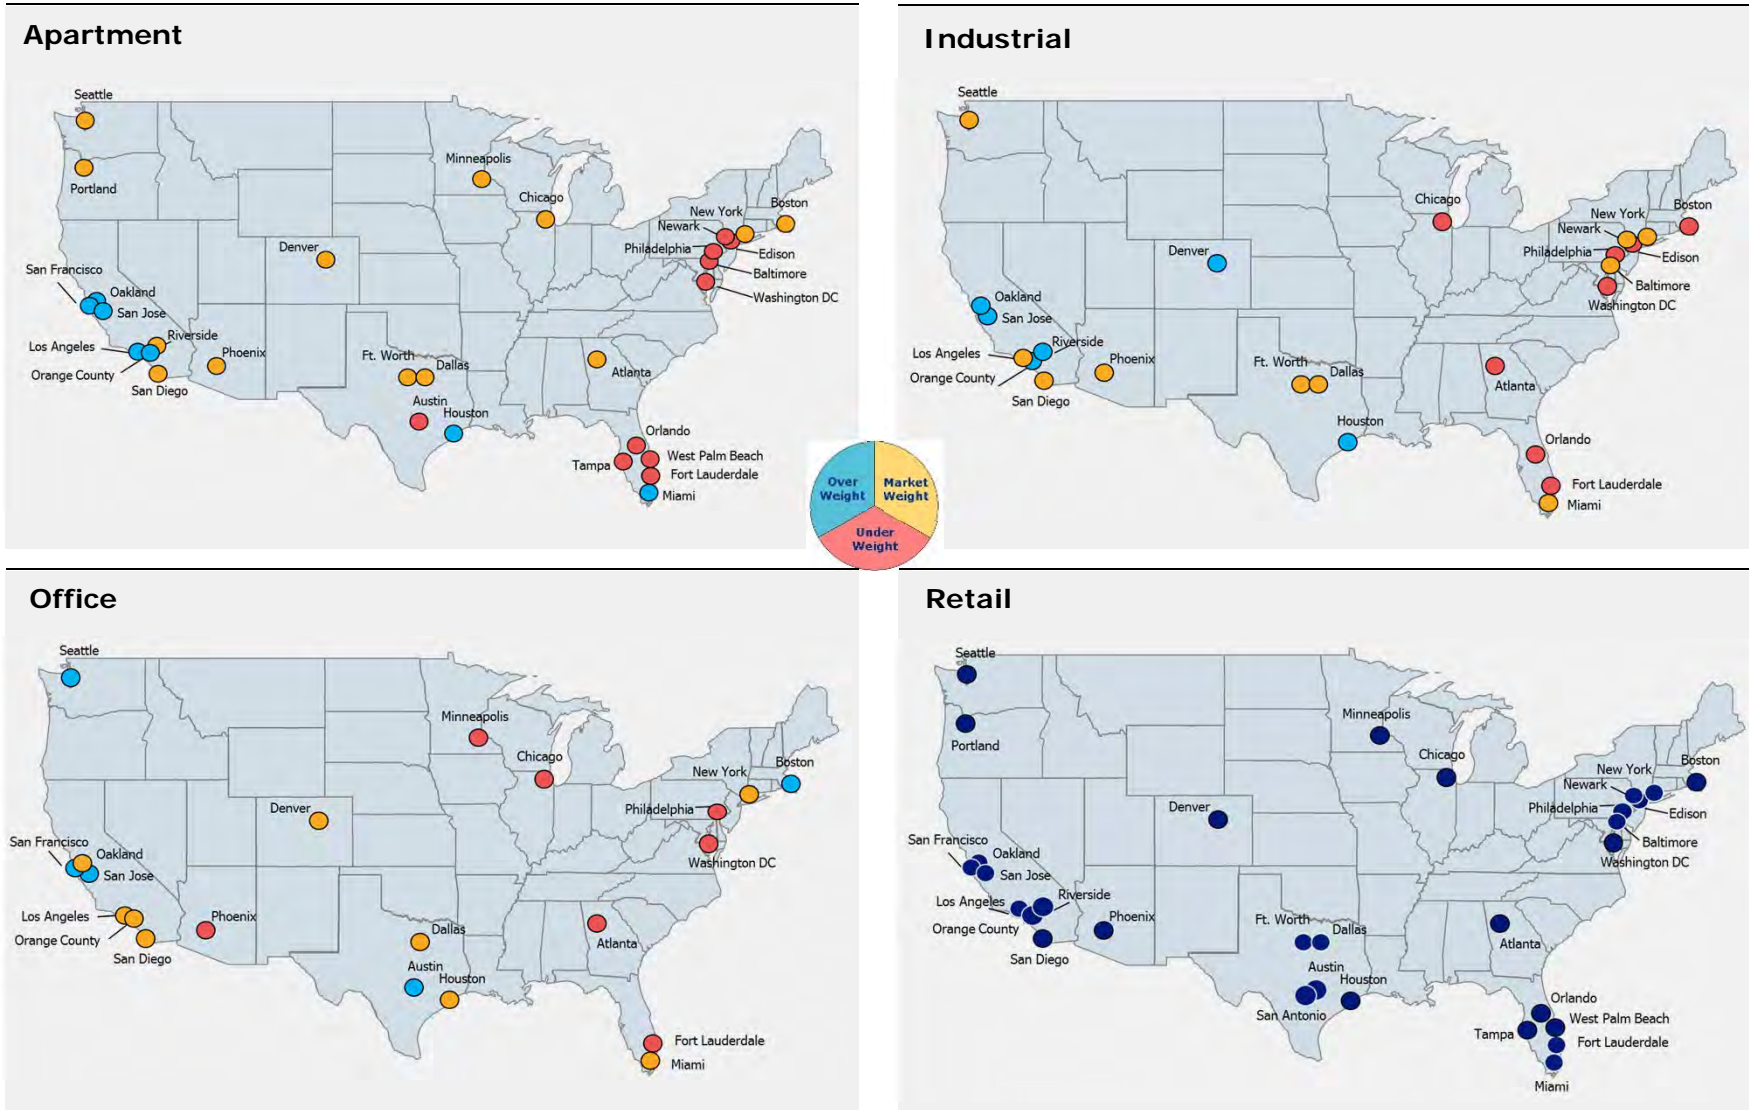 Apartment
Seattle
Portland
Minneapolis
Chicago
Boston
New York
Newark
Philadelphia
Edison
Baltimore
Washington DC
Denver
San Francisco
Oakland
San Jose
Riverside
Los Angeles
Orange County
San Diego
Phoenix
Ft. Worth
Dallas
Atlanta
Austin
Houston
Orlando
West Palm Beach
Tampa
Fort Lauderdale
Miami
Industrial
Seattle
Chicago
Boston
New York
Newark
Philadelphia
Edison
Baltimore
Washington DC
Denver
Oakland
San Jose
Riverside
Los Angeles
Orange County
San Diego
Phoenix
Ft. Worth
Dallas
Atlanta
Houston
Orlando
Fort Lauderdale
Miami
Over
Weight
Market
Weight
Under
Weight
Office
Seattle
Minneapolis
Chicago
Boston
New York
Philadelphia
Washington DC
Denver
San Francisco
Oakland
San Jose
Los Angeles
Orange County
San Diego
Phoenix
Dallas
Austin
Houston
Atlanta
Fort Lauderdale
Miami
Retail
Seattle
Portland
Minneapolis
Chicago
Boston
New York
Newark
Philadelphia
Edison
Baltimore
Washington DC
Denver
San Francisco
Oakland
San Jose
Riverside
Los Angeles
Orange County
San Diego
Phoenix
Ft. Worth
Dallas
Atlanta
Austin
Houston
San Antonio
Orlando
West Palm Beach
Tampa
Fort Lauderdale
Miami